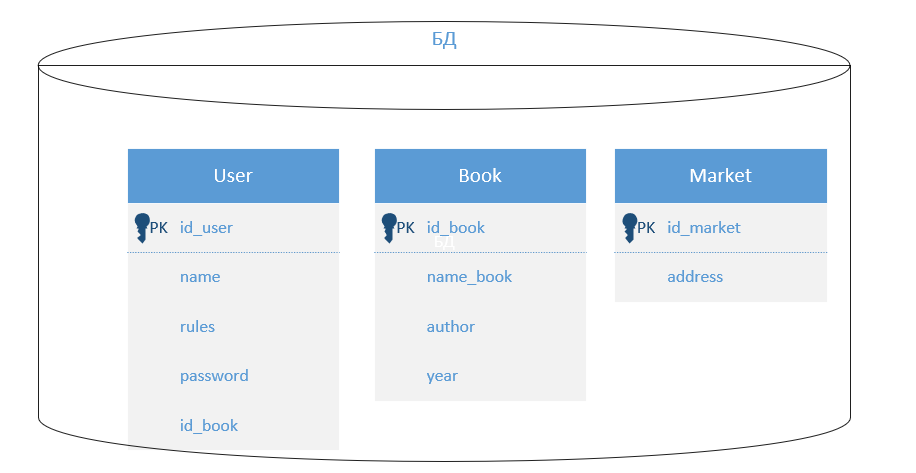 БД
User
PK id_user
name
rules
password
id_book
Book
PK id_book
БД
name_book
author
year
Market
PK id_market
address